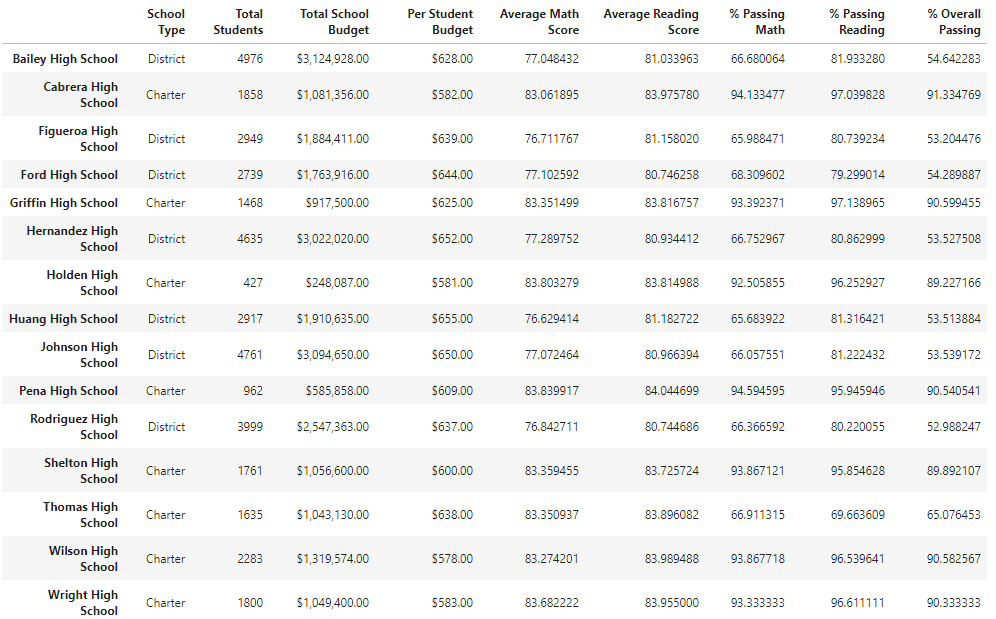 School Type Total Students Total School Budget Per Student Budget Average Math Score Average Reading Score % Passing Math % Passing Reading % Overall Passing
Bailey High School District 4976 $3,124,928.00 $628.00 77.048432 81.033963 66.680064 81.933280 54.642283
Cabrera High School Charter 1858 $1,081,356.00 $582.00 83.061895 83.975780 94.133477 97.039828 91.334769
Figueroa High School District 2949 $1,884,411.00 $639.00 76.711767 81.158020 65.988471 80.739234 53.204476
Ford High School District 2739 $1,763,916.00 $644.00 77.102592 80.746258 68.309602 79.299014 54.289887
Griffin High School Charter 1468 $917,500.00 $625.00 83.351499 83.816757 93.392371 97.138965 90.599455
Hernandez High School District 4635 $3,022,020.00 $652.00 77.289752 80.934412 66.752967 80.862999 53.527508
Holden High School Charter 427 $248,087.00 $581.00 83.803279 83.814988 92.505855 96.252927 89.227166
Huang High School District 2917 $1,910,635.00 $655.00 76.629414 81.182722 65.683922 81.316421 53.513884
Johnson High School District 4761 $3,094,650.00 $650.00 77.072464 80.966394 66.057551 81.222432 53.539172
Pena High School Charter 962 $585,858.00 $609.00 83.839917 84.044699 94.594595 95.945946 90.540541
Rodriguez High School District 3999 $2,547,363.00 $637.00 76.842711 80.744686 66.366592 80.220055 52.988247
Shelton High School Charter 1761 $1,056,600.00 $600.00 83.359455 83.725724 93.867121 95.854628 89.892107
Thomas High School Charter 1635 $1,043,130.00 $638.00 83.350937 83.896082 66.911315 69.663609 65.076453
Wilson High School Charter 2283 $1,319,574.00 $578.00 83.274201 83.989488 93.867718 96.539641 90.582567
Wright High School Charter 1800 $1,049,400.00 $583.00 83.682222 83.955000 93.333333 96.611111 90.333333